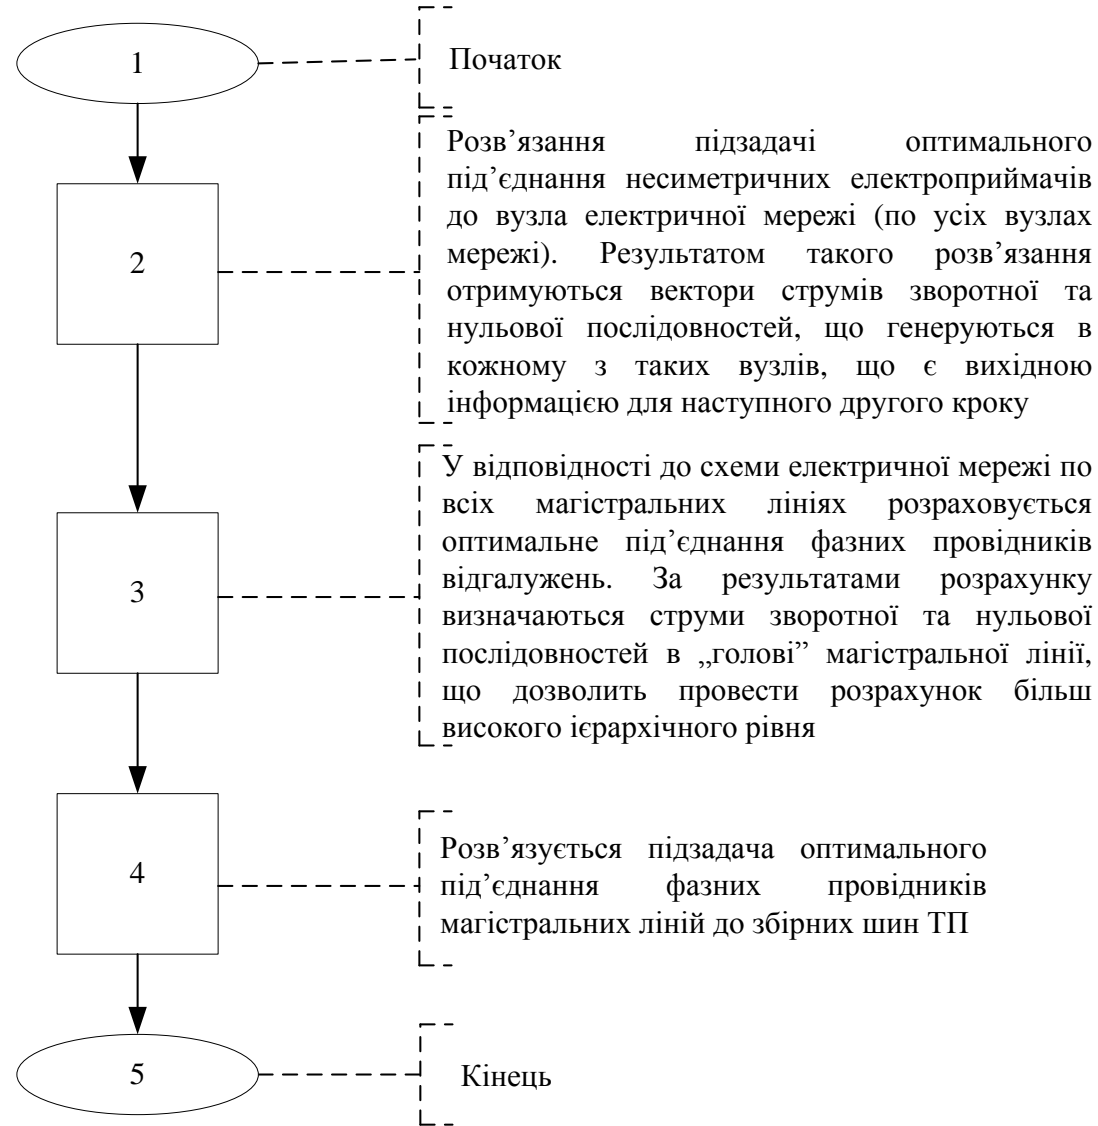 1
Початок
Розв’язання підзадачі оптимального
під’єднання несиметричних електроприймачів
до вузла електричної мережі (по усіх вузлах
мережі). Результатом такого розв’язання
отримуються вектори струмів зворотної та
нульової послідовностей, що генеруються в
кожному з таких вузлів, що є вихідною
інформацією для наступного другого кроку
2
У відповідності до схеми електричної мережі по
всіх магістральних лініях розраховується
оптимальне під’єднання фазних провідників
відгалужень. За результатами розрахунку
визначаються струми зворотної та нульової
послідовностей в „голові” магістральної лінії,
що дозволить провести розрахунок більш
високого ієрархічного рівня
3
Розв’язується підзадача оптимального
під’єднання фазних провідників
магістральних ліній до збірних шин ТП
4
5
Кінець